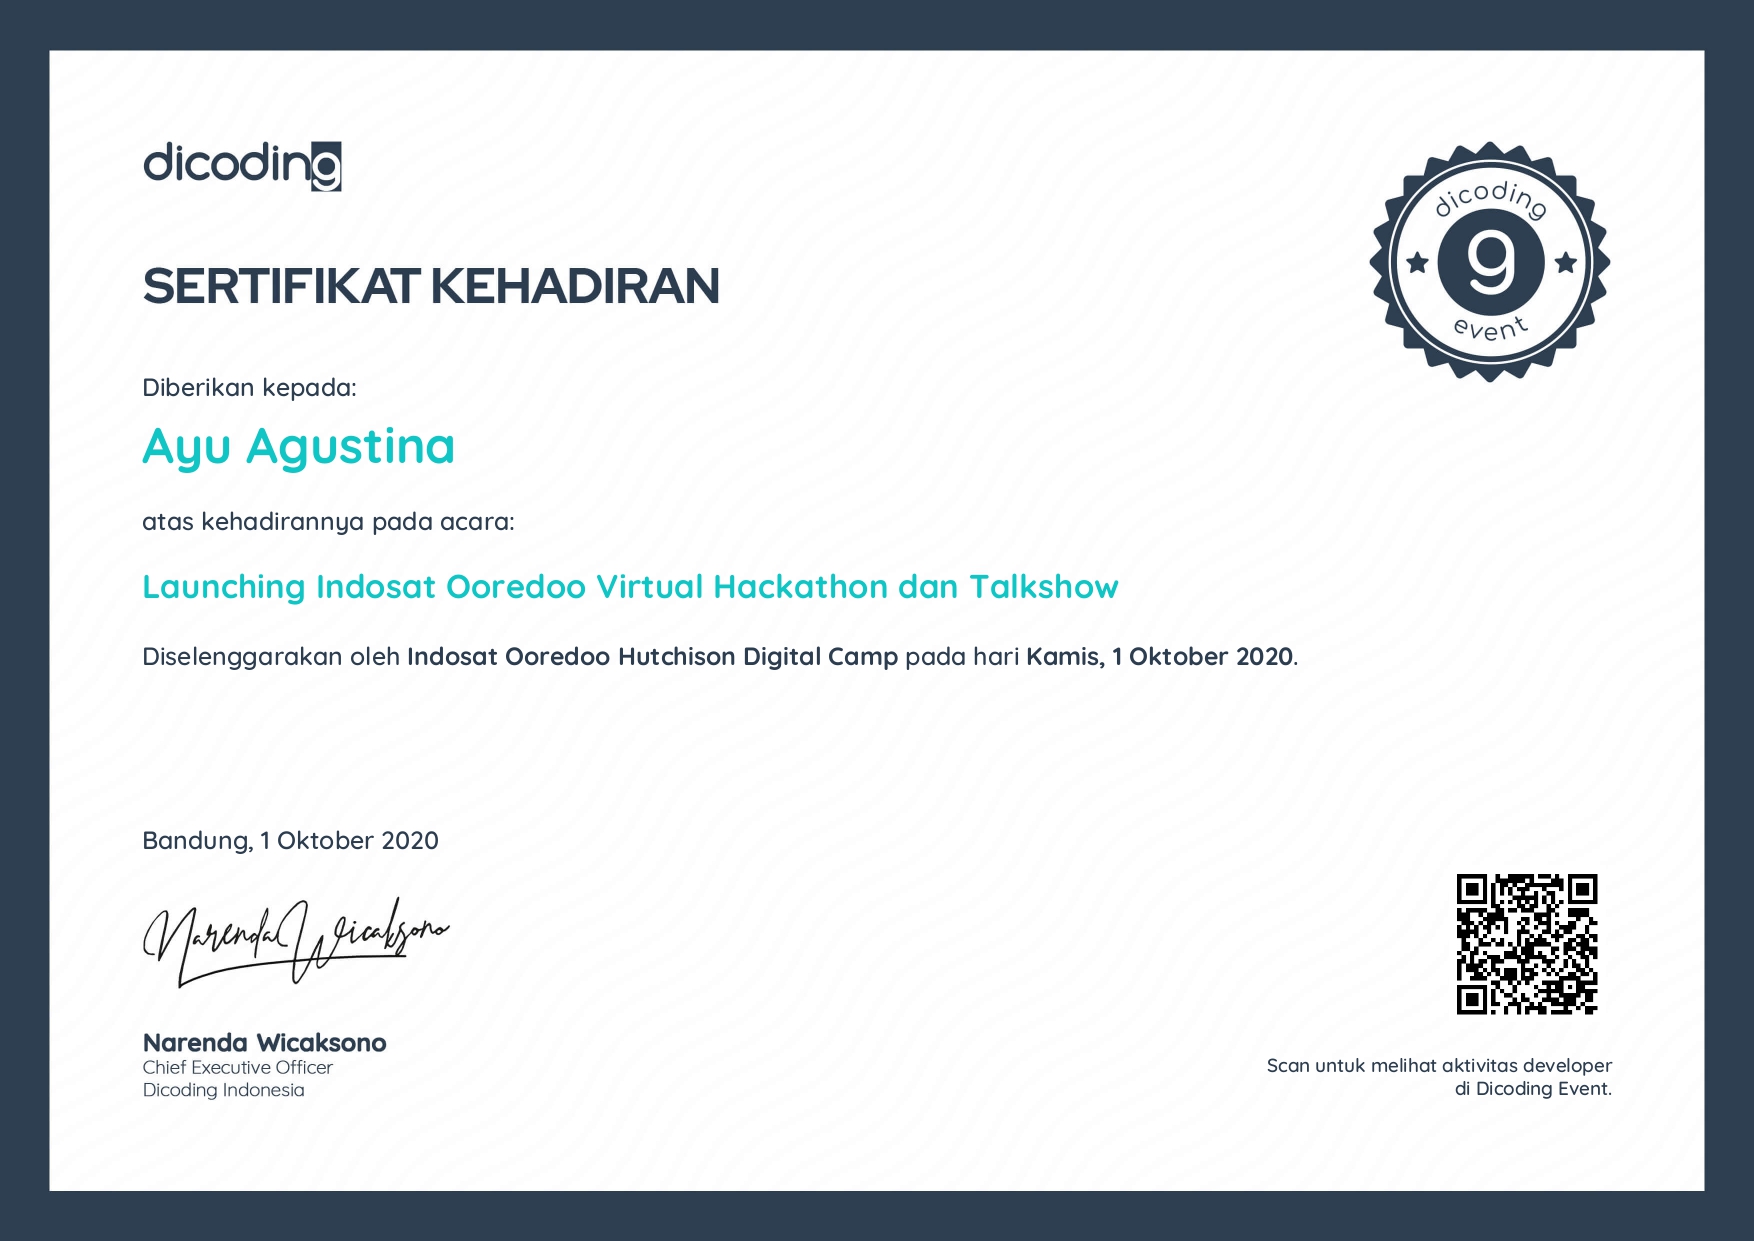 dicoding
SERTIFIKAT KEHADIRAN
dicoding
g
event
Diberikan kepada:
Ayu Agustina
atas kehadirannya pada acara:
Launching Indosat Ooredoo Virtual Hackathon dan Talkshow
Diselenggarakan oleh Indosat Ooredoo Hutchison Digital Camp pada hari Kamis, 1 Oktober 2020.
Bandung, 1 Oktober 2020
Narenda Wicaksono
Narenda Wicaksono
Chief Executive Officer
Dicoding Indonesia
Scan untuk melihat aktivitas developer
di Dicoding Event.